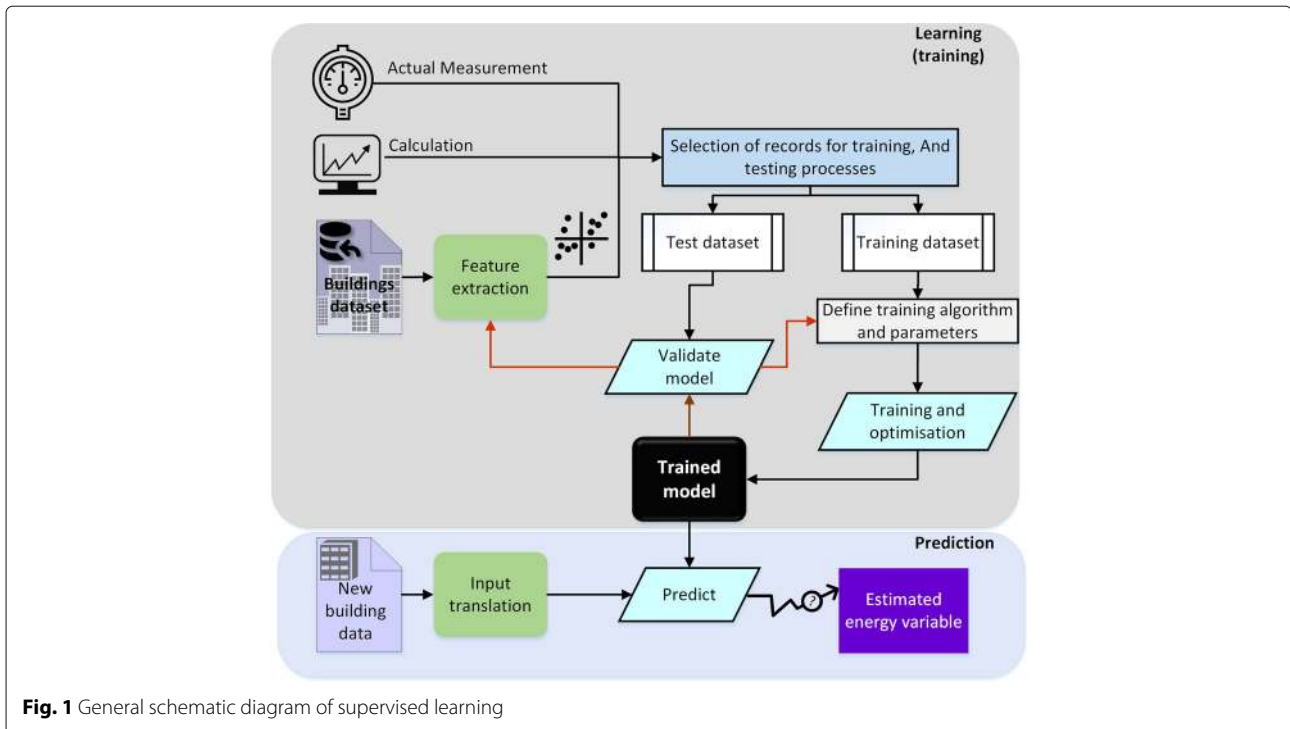 Learning
(training)
Actual Measurement
Calculation
Selection of records for training, And
testing processes
Test dataset
Training dataset
Buildings
dataset
Feature
extraction
Define training algorithm
and parameters
Validate
model
Training and
optimisation
Trained
model
Prediction
New
building
data
Input
translation
Predict
?
Estimated
energy variable
Fig. 1 General schematic diagram of supervised learning